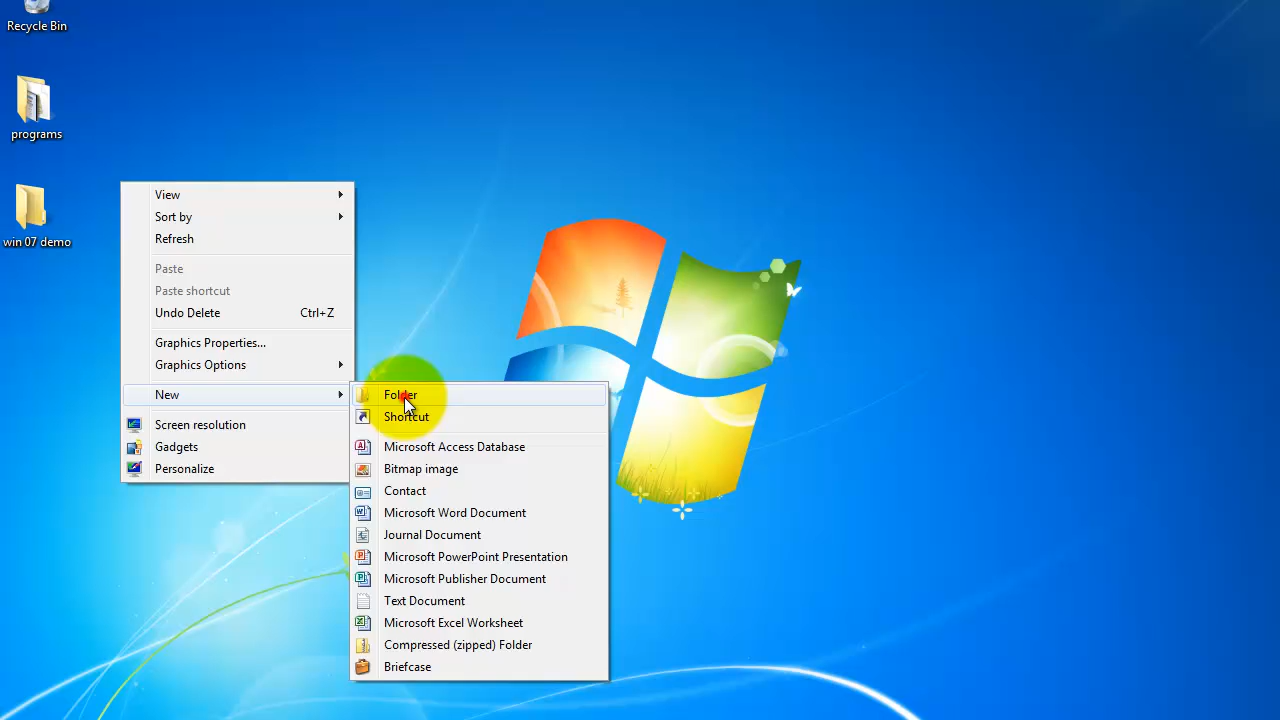 Recycle Bin
programs
win 07 demo
View
Sort by
Refresh
Paste
Paste shortcut
Undo Delete Ctrl+Z
Graphics Properties...
Graphics Options
New
Screen resolution
Gadgets
Personalize
Folder
Shortcut
Microsoft Access Database
Bitmap image
Contact
Microsoft Word Document
Journal Document
Microsoft PowerPoint Presentation
Microsoft Publisher Document
Text Document
Microsoft Excel Worksheet
Compressed (zipped) Folder
Briefcase